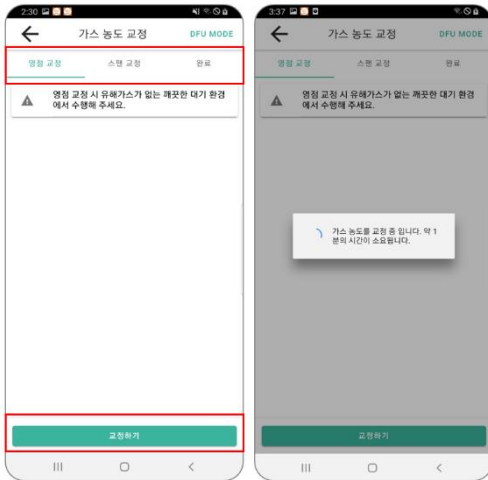 2:30
가스 농도 교정
DFU MODE
영점 교정
스팬 교정
완료
영점 교정 시 유해가스가 없는 깨끗한 대기 환경
에서 수행해 주세요.
교정하기
3:37
가스 농도 교정
DFU MODE
영점 교정
스팬 교정
완료
영점 교정 시 유해가스가 없는 깨끗한 대기 환경
에서 수행해 주세요.
가스 농도를 교정 중 입니다. 약 1
분의 시간이 소요됩니다.
교정하기